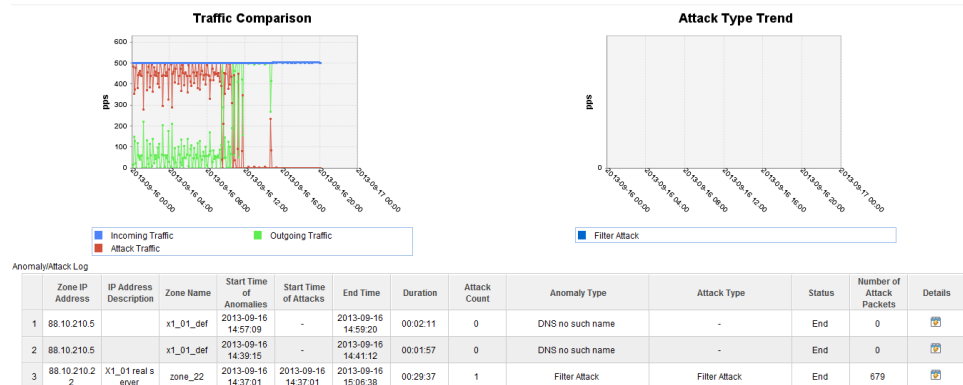 Traffic Comparison
Attack Type Trend
600
500
400
300
200
100
0
pps
2013-09-16 00:00
2013-09-16 04:00
2013-09-16 08:00
2013-09-16 12:00
2013-09-16 16:00
2013-09-16 20:00
2013-09-17 00:00
pps
0
2013-09-16 00:00
2013-09-16 04:00
2013-09-16 08:00
2013-09-16 12:00
2013-09-16 16:00
2013-09-16 20:00
2013-09-17 00:00
Incoming Traffic Outgoing Traffic
Attack Traffic
Filter Attack
Anomaly/Attack Log
Zone IP Address IP Address Description Zone Name Start Time of Anomalies Start Time of Attacks End Time Duration Attack Count Anomaly Type Attack Type Status Number of Attack Packets Details
1 88.10.210.5 x1_01_def 2013-09-16 14:57:09 - 2013-09-16 14:59:20 00:02:11 0 DNS no such name - End 0
2 88.10.210.5 x1_01_def 2013-09-16 14:39:15 - 2013-09-16 14:41:12 00:01:57 0 DNS no such name - End 0
3 88.10.210.2 X1_01 real s zone_22 2013-09-16 2013-09-16 2013-09-16 00:29:37 1 Filter Attack Filter Attack End 679
2 erver 14:37:01 14:37:01 15:06:38